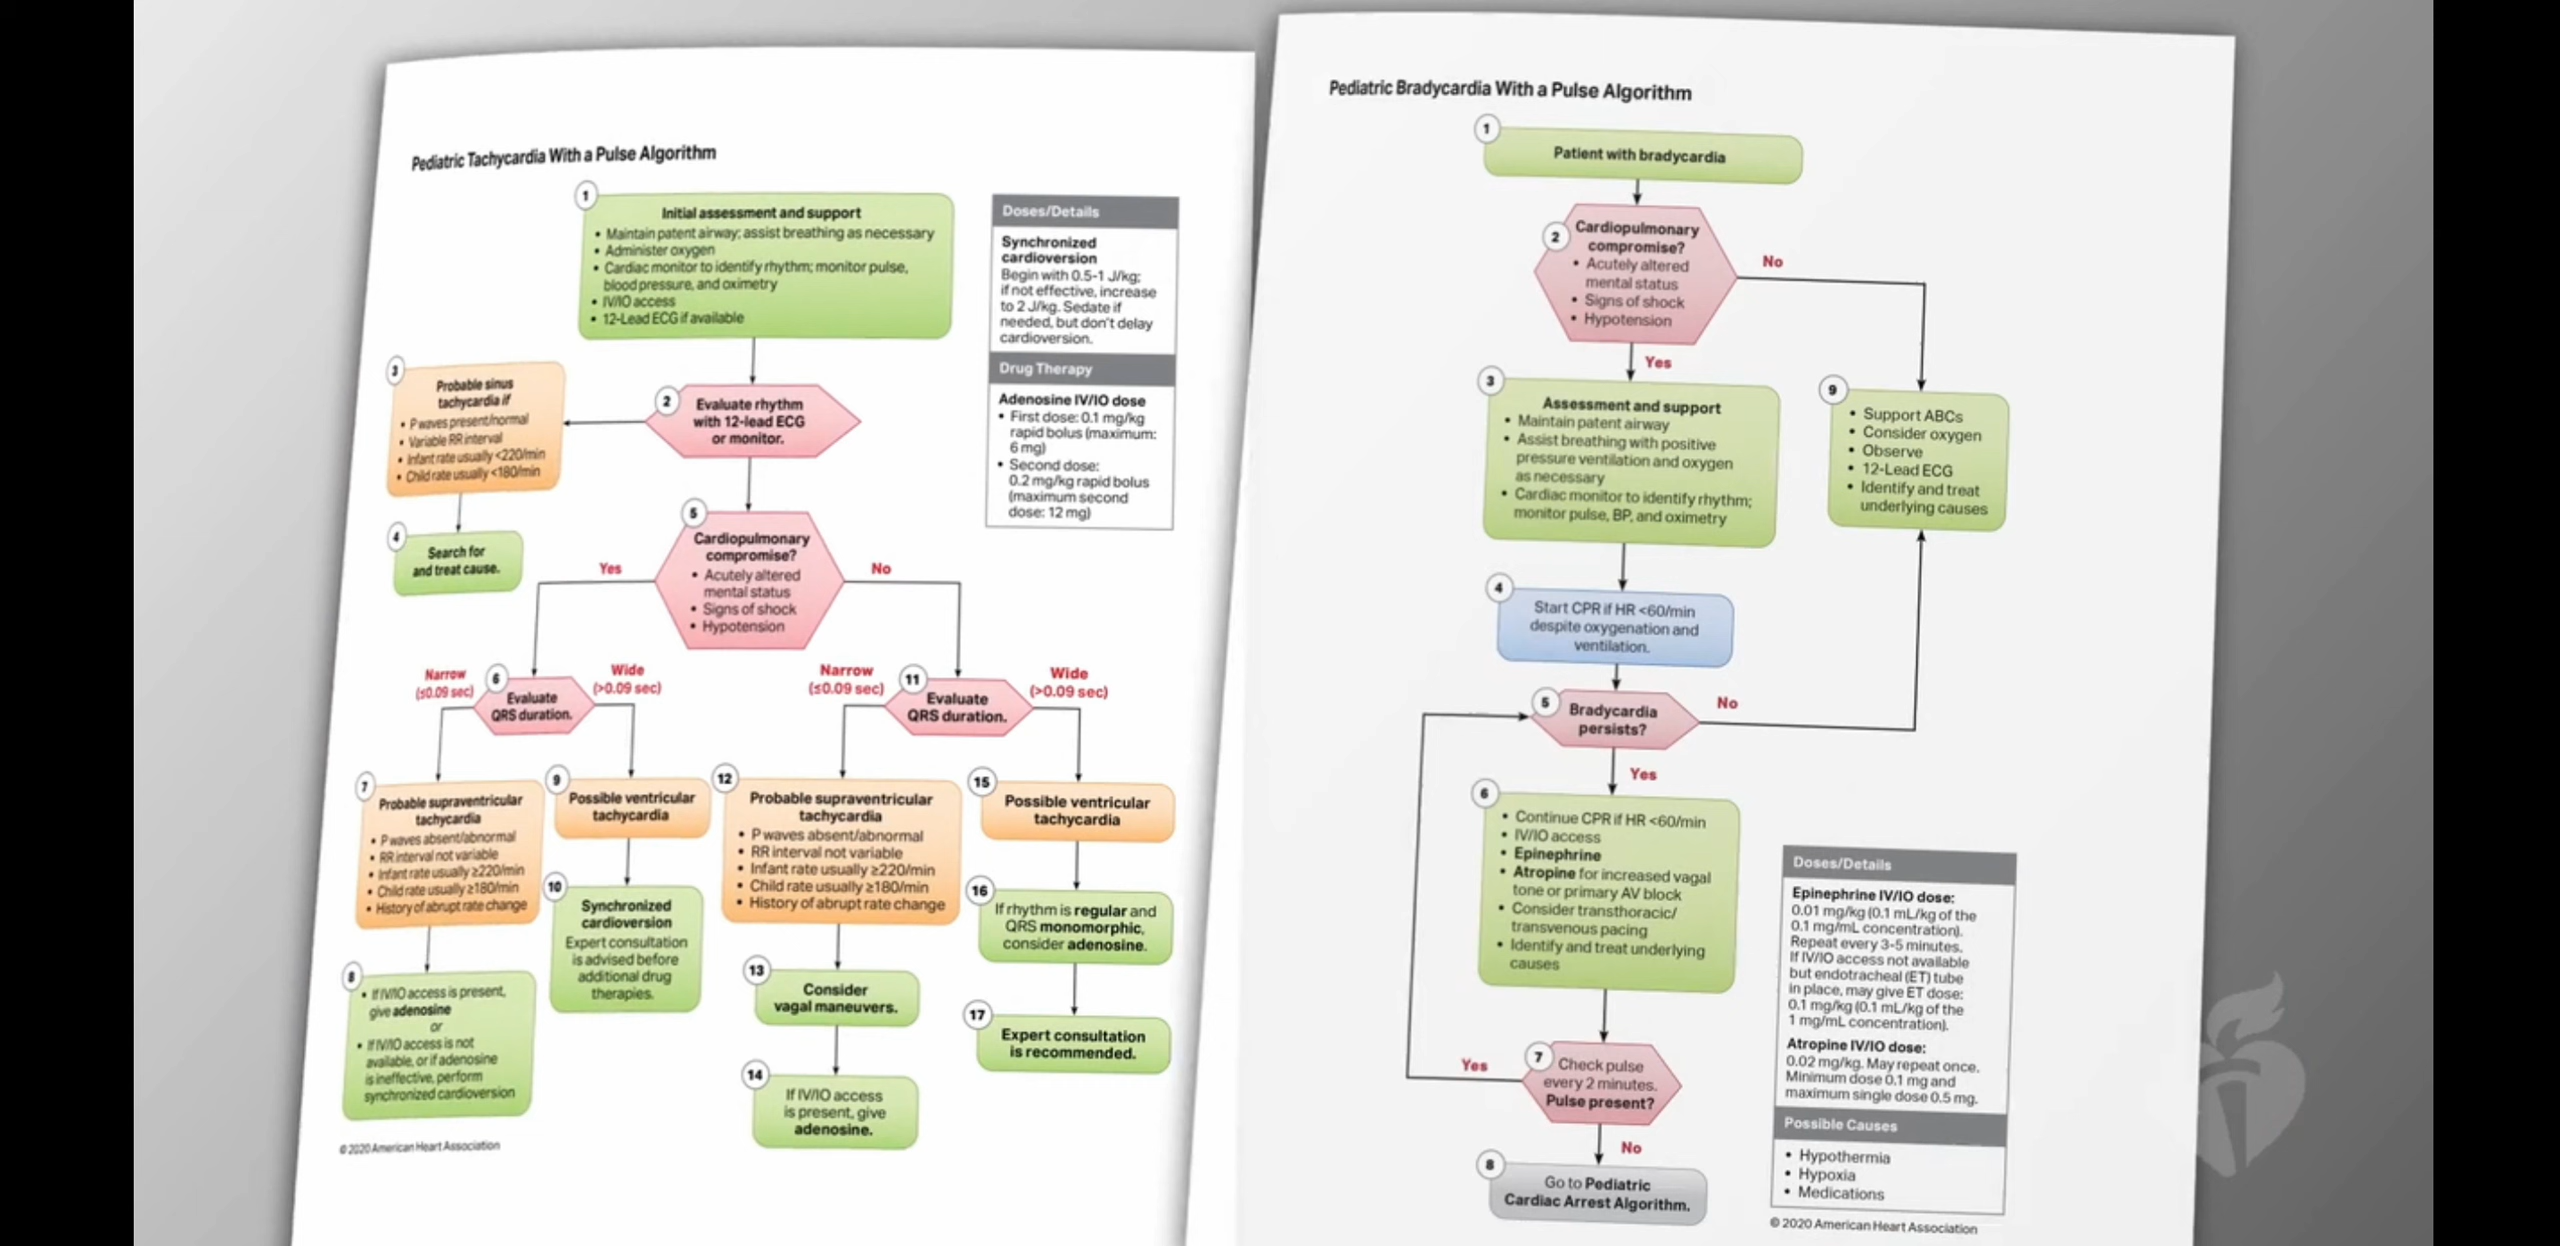 Pediatric Tachycardia With a Pulse Algorithm
1
Initial assessment and support
• Maintain patent airway; assist breathing as necessary
• Administer oxygen
• Cardiac monitor to identify rhythm; monitor pulse,
blood pressure, and oximetry
• IV/IO access
• 12-Lead ECG if available
Doses/Details
Synchronized
cardioversion
Begin with 0.5-1 J/kg;
if not effective, increase
to 2 J/kg. Sedate if
needed, but don't delay
cardioversion.
Drug Therapy
Adenosine IV/IO dose
• First dose: 0.1 mg/kg
rapid bolus (maximum:
6 mg)
• Second dose:
0.2 mg/kg rapid bolus
(maximum second
dose: 12 mg)
2
Evaluate rhythm
with 12-lead ECG
or monitor.
3
Probable sinus
tachycardia if
• P waves present/normal
• Variable RR interval
• Infant rate usually <220/min
• Child rate usually <180/min
4
Search for
and treat cause.
5
Cardiopulmonary
compromise?
• Acutely altered
mental status
• Signs of shock
• Hypotension
Yes
No
Narrow
(≤0.09 sec)
6
Evaluate
QRS duration.
Wide
(>0.09 sec)
Narrow
(≤0.09 sec)
11
Evaluate
QRS duration.
Wide
(>0.09 sec)
7
Probable supraventricular
tachycardia
• P waves absent/abnormal
• RR interval not variable
• Infant rate usually ≥220/min
• Child rate usually ≥180/min
• History of abrupt rate change
8
• If IV/IO access is present,
give adenosine
or
• If IV/IO access is not
available, or if adenosine
is ineffective, perform
synchronized cardioversion
9
Possible ventricular
tachycardia
10
Synchronized
cardioversion
Expert consultation
is advised before
additional drug
therapies.
12
Probable supraventricular
tachycardia
• P waves absent/abnormal
• RR interval not variable
• Infant rate usually ≥220/min
• Child rate usually ≥180/min
• History of abrupt rate change
13
Consider
vagal maneuvers.
14
If IV/IO access
is present, give
adenosine.
15
Possible ventricular
tachycardia
16
If rhythm is regular and
QRS monomorphic,
consider adenosine.
17
Expert consultation
is recommended.
© 2020 American Heart Association
Pediatric Bradycardia With a Pulse Algorithm
1
Patient with bradycardia
2
Cardiopulmonary
compromise?
• Acutely altered
mental status
• Signs of shock
• Hypotension
No
Yes
3
Assessment and support
• Maintain patent airway
• Assist breathing with positive
pressure ventilation and oxygen
as necessary
• Cardiac monitor to identify rhythm;
monitor pulse, BP, and oximetry
9
• Support ABCs
• Consider oxygen
• Observe
• 12-Lead ECG
• Identify and treat
underlying causes
4
Start CPR if HR <60/min
despite oxygenation and
ventilation.
5
Bradycardia
persists?
No
Yes
6
• Continue CPR if HR <60/min
• IV/IO access
• Epinephrine
• Atropine for increased vagal
tone or primary AV block
• Consider transthoracic/
transvenous pacing
• Identify and treat underlying
causes
7
Check pulse
every 2 minutes.
Pulse present?
Yes
No
8
Go to Pediatric
Cardiac Arrest Algorithm.
Doses/Details
Epinephrine IV/IO dose:
0.01 mg/kg (0.1 mL/kg of the
0.1 mg/mL concentration).
Repeat every 3-5 minutes.
If IV/IO access not available
but endotracheal (ET) tube
in place, may give ET dose:
0.1 mg/kg (0.1 mL/kg of the
1 mg/mL concentration).
Atropine IV/IO dose:
0.02 mg/kg. May repeat once.
Minimum dose 0.1 mg and
maximum single dose 0.5 mg.
Possible Causes
• Hypothermia
• Hypoxia
• Medications
© 2020 American Heart Association